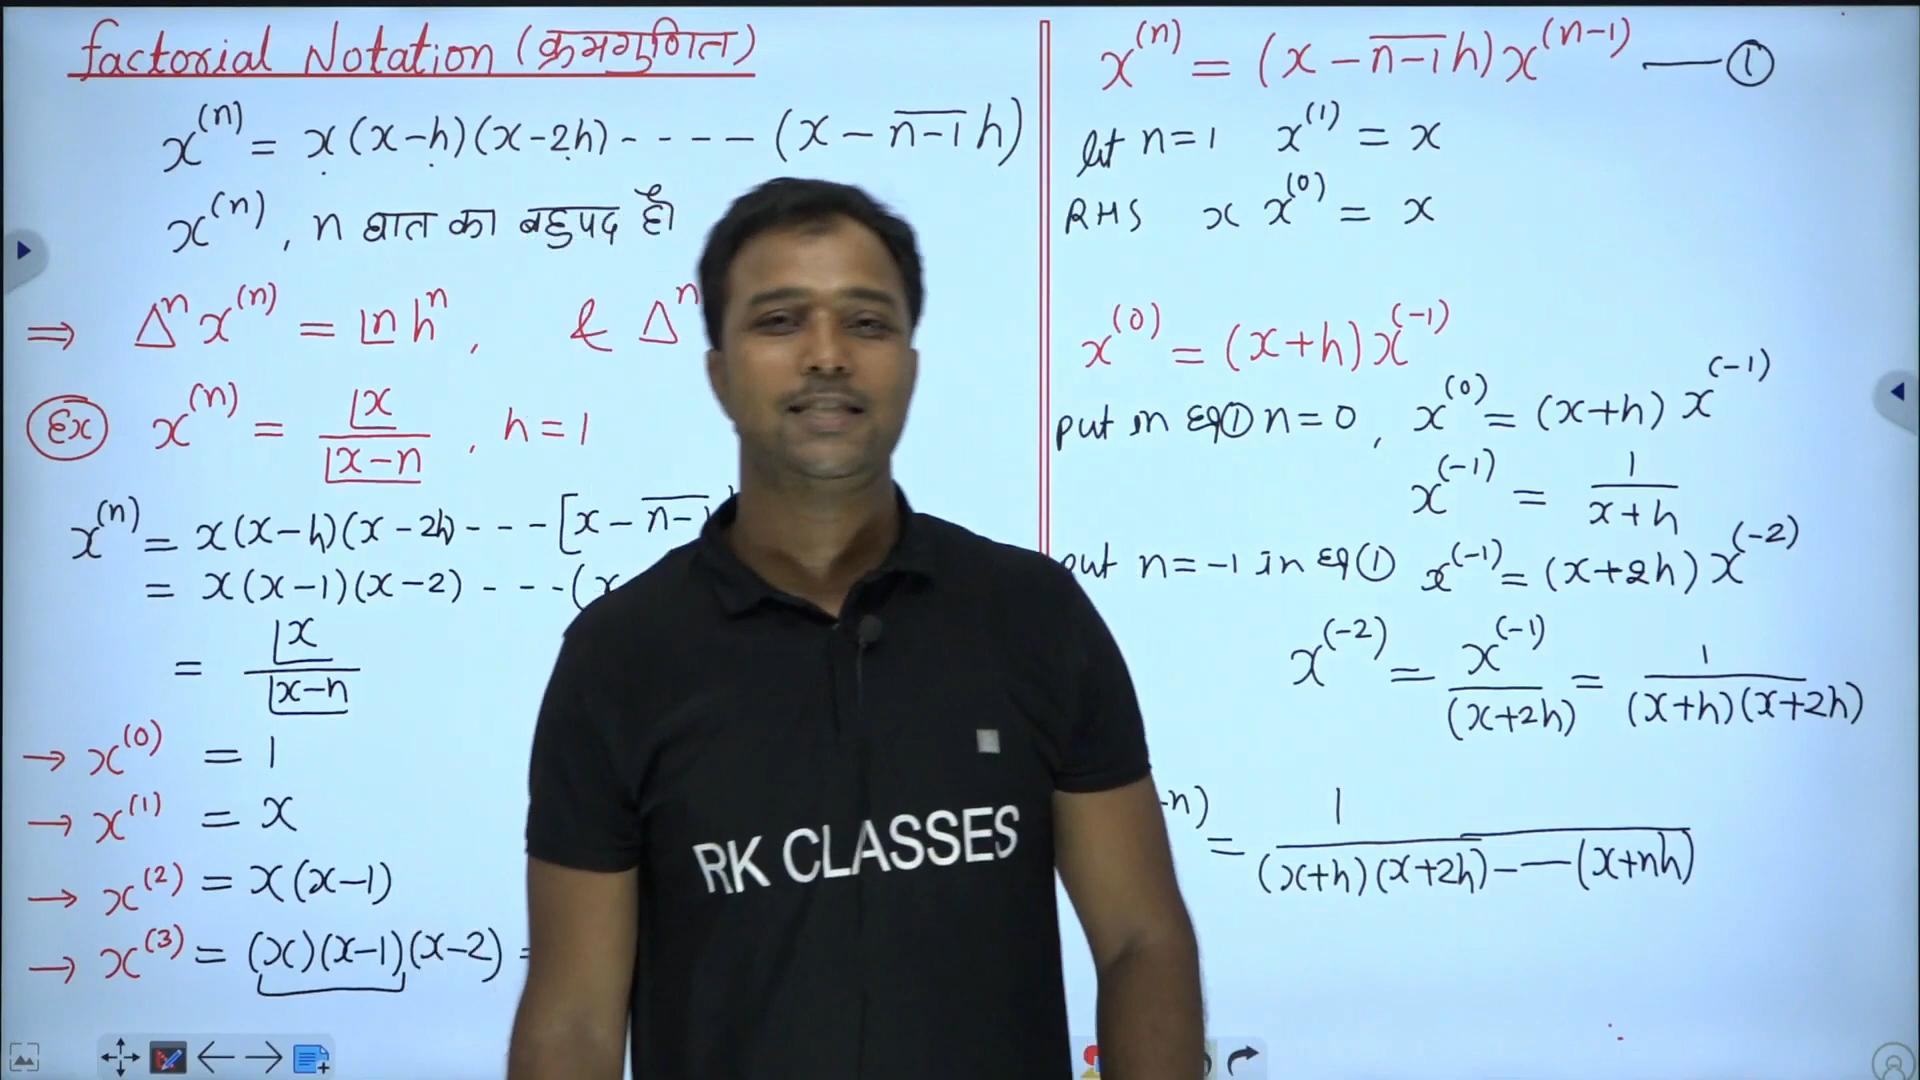 factorial Notation (क्रमगुणित)
x^(n) = x(x-h)(x-2h)- - - -(x-n̅-̅1̅ h)
x^(n), n घात का बहुपद है
⇒ Δ^n x^(n) = ⌊n h^n, & Δ^n
Ex x^(n) = ⌊x / ⌊x-n, h=1
x^(n) = x(x-h)(x-2h)- - -[x-n̅-̅1̅
= x(x-1)(x-2)- - -(x
= ⌊x / ⌊x-n
→ x^(0) = 1
→ x^(1) = x
→ x^(2) = x(x-1)
→ x^(3) = (x)(x-1)(x-2) =
x^(n) = (x-n̅-̅1̅ h)x^(n-1) — ①
let n=1 x^(1) = x
RHS x x^(0) = x
x^(0) = (x+h)x^(-1)
put in eq① n=0, x^(0) = (x+h) x^(-1)
x^(-1) = 1 / x+h
put n=-1 in eq① x^(-1) = (x+2h)x^(-2)
x^(-2) = x^(-1) / (x+2h) = 1 / (x+h)(x+2h)
-n) = 1 / (x+h)(x+2h)- —(x+nh)
RK CLASSES